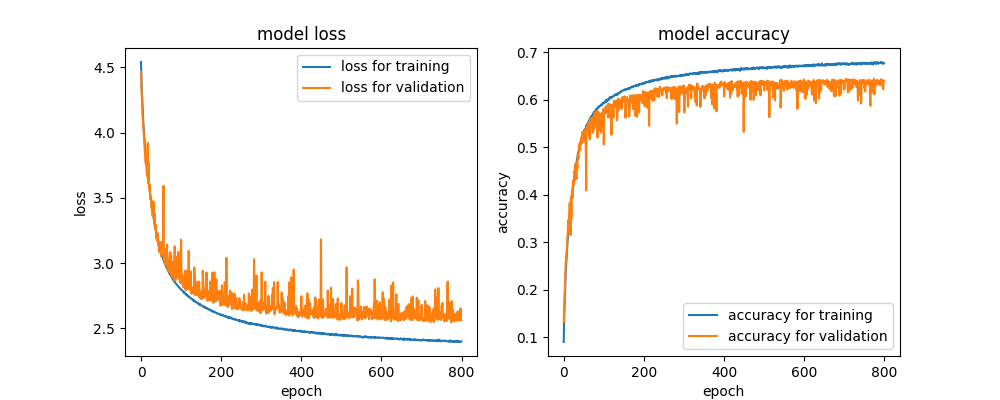 model loss
loss
4.5
4.0
3.5
3.0
2.5
loss for training
loss for validation
0 200 400 600 800
epoch
model accuracy
accuracy
0.7
0.6
0.5
0.4
0.3
0.2
0.1
accuracy for training
accuracy for validation
0 200 400 600 800
epoch